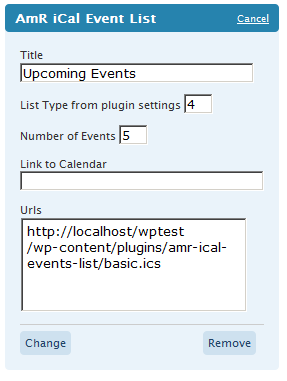 AmR iCal Event List Cancel
Title
Upcoming Events
List Type from plugin settings 4
Number of Events 5
Link to Calendar
Urls
http://localhost/wptest
/wp-content/plugins/amr-ical-
events-list/basic.ics
Change Remove